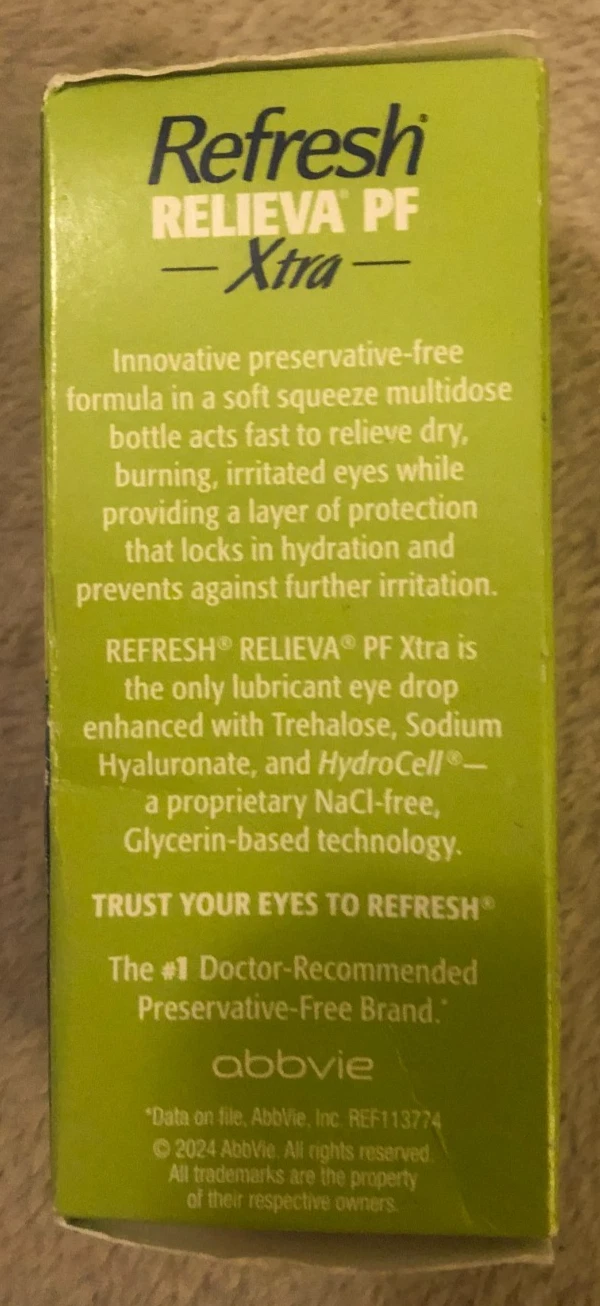 Refresh®
RELIEVA® PF
Xtra
Innovative preservative-free
formula in a soft squeeze multidose
bottle acts fast to relieve dry,
burning, irritated eyes while
providing a layer of protection
that locks in hydration and
prevents against further irritation.
REFRESH® RELIEVA® PF Xtra is
the only lubricant eye drop
enhanced with Trehalose, Sodium
Hyaluronate, and HydroCell®—
a proprietary NaCl-free,
Glycerin-based technology.
TRUST YOUR EYES TO REFRESH®
The #1 Doctor-Recommended
Preservative-Free Brand.*
abbvie
*Data on file, AbbVie, Inc. REF113774
© 2024 AbbVie. All rights reserved.
All trademarks are the property
of their respective owners.